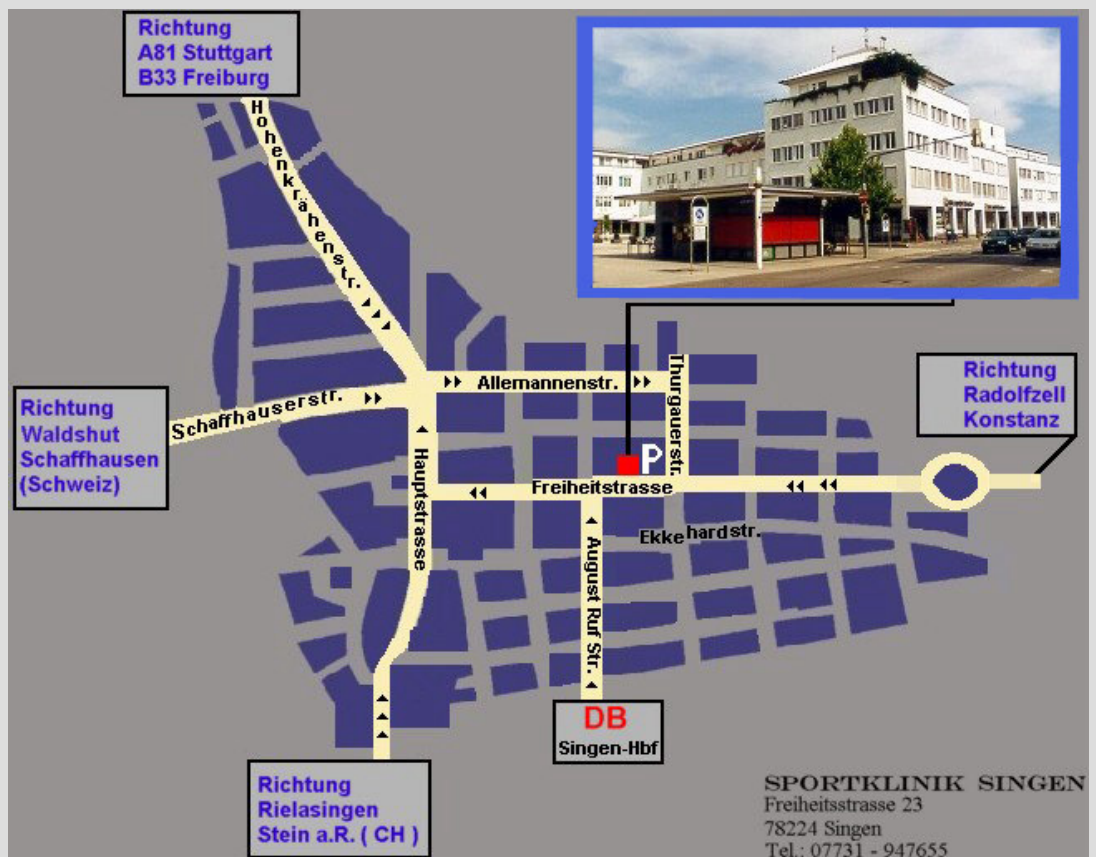 Richtung
A81 Stuttgart
B33 Freiburg
Hohenkrähenstr.
Richtung
Waldshut
Schaffhausen
(Schweiz)
Schaffhauserstr.
Allemannenstr.
Thurgauerstr.
Richtung
Radolfzell
Konstanz
P
Freiheitstrasse
Hauptstrasse
Ekkehardstr.
August Ruf Str.
DB
Singen-Hbf
Richtung
Rielasingen
Stein a.R. ( CH )
SPORTKLINIK SINGEN
Freiheitsstrasse 23
78224 Singen
Tel.: 07731 - 947655